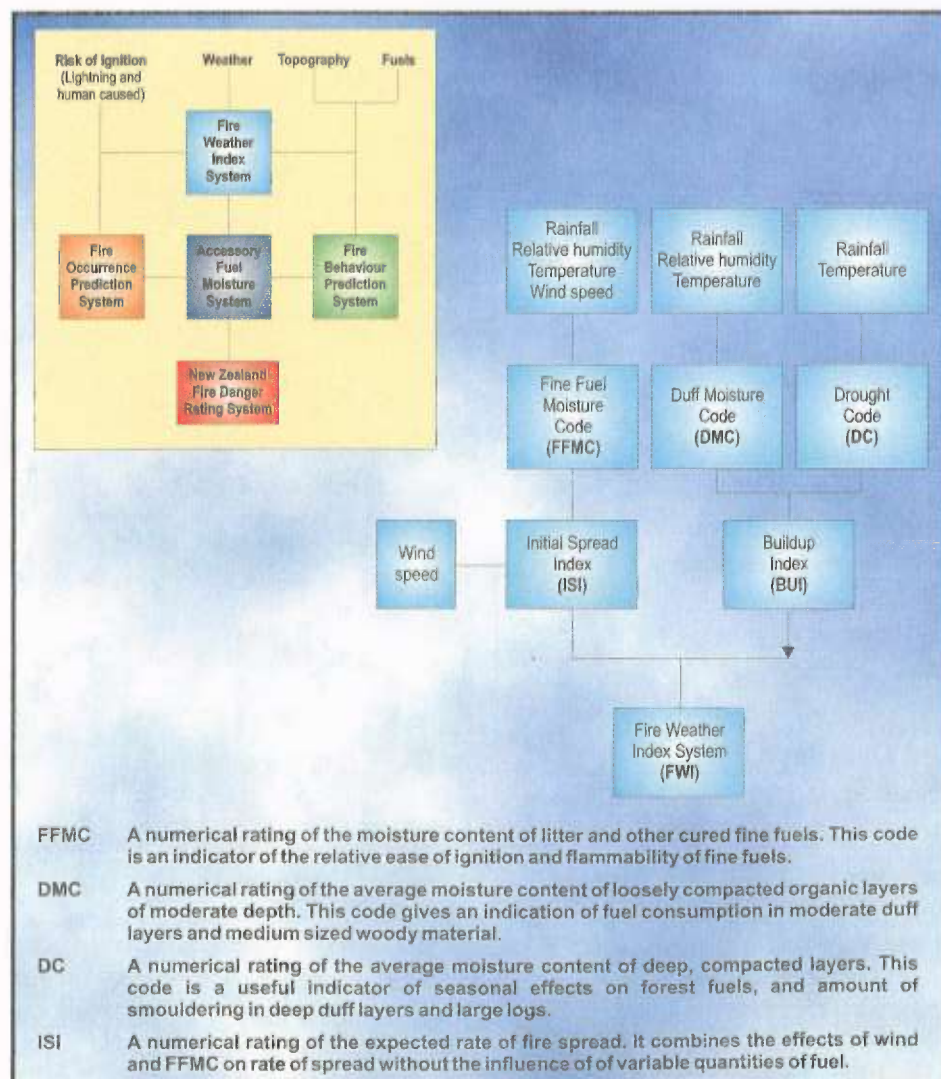 Risk of Ignition
(Lightning and
human caused)
Weather
Topography
Fuels
Fire
Weather
Index
System
Fire
Occurrence
Prediction
System
Accessory
Fuel
Moisture
System
Fire
Behaviour
Prediction
System
New Zealand
Fire Danger
Rating System
Rainfall
Relative humidity
Temperature
Wind speed
Rainfall
Relative humidity
Temperature
Rainfall
Temperature
Fine Fuel
Moisture
Code
(FFMC)
Duff Moisture
Code
(DMC)
Drought
Code
(DC)
Wind
speed
Initial Spread
Index
(ISI)
Buildup
Index
(BUI)
Fire Weather
Index System
(FWI)
FFMC A numerical rating of the moisture content of litter and other cured fine fuels. This code
is an indicator of the relative ease of ignition and flammability of fine fuels.
DMC A numerical rating of the average moisture content of loosely compacted organic layers
of moderate depth. This code gives an indication of fuel consumption in moderate duff
layers and medium sized woody material.
DC A numerical rating of the average moisture content of deep, compacted layers. This
code is a useful indicator of seasonal effects on forest fuels, and amount of
smouldering in deep duff layers and large logs.
ISI A numerical rating of the expected rate of fire spread. It combines the effects of wind
and FFMC on rate of spread without the influence of of variable quantities of fuel.